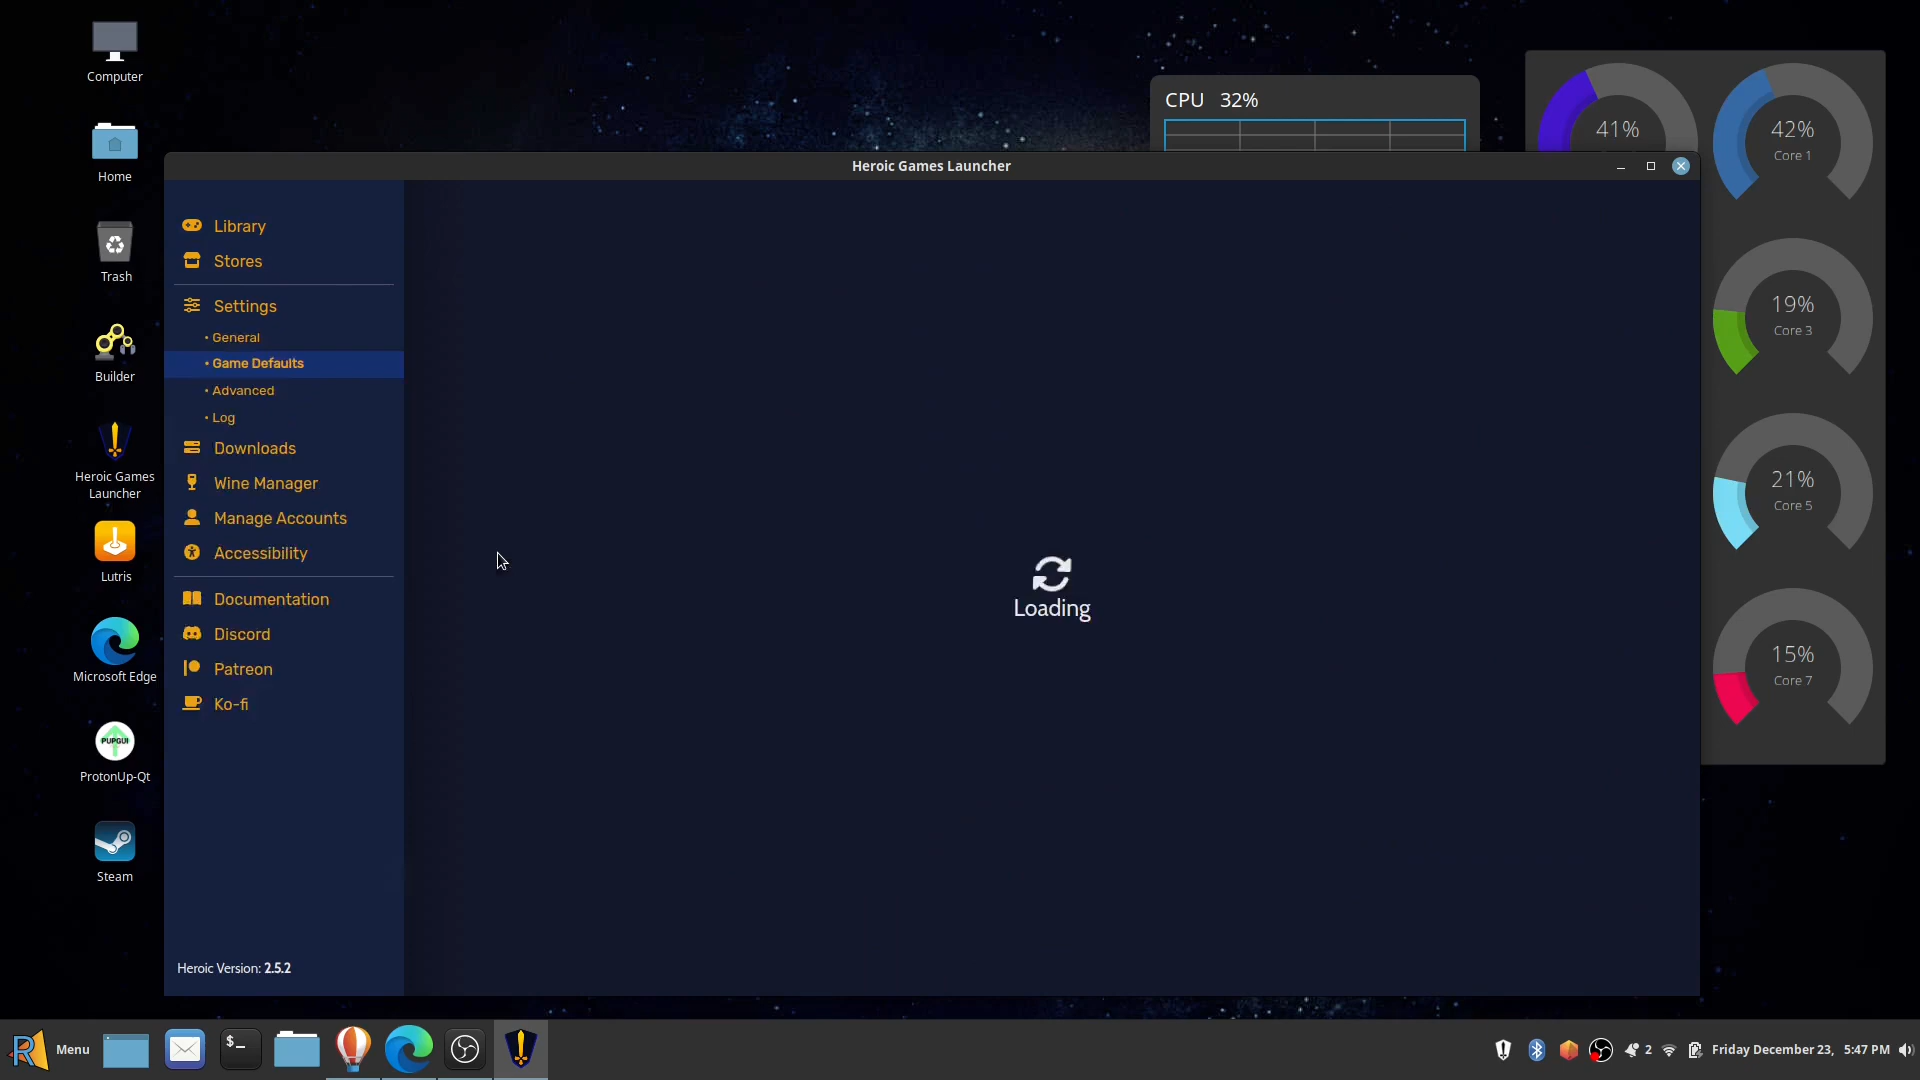 Computer
Home
Trash
Builder
Heroic Games
Launcher
Lutris
Microsoft Edge
PUPGUI
ProtonUp-Qt
Steam
CPU 32%
41%
42%
Core 1
19%
Core 3
21%
Core 5
15%
Core 7
Heroic Games Launcher
Library
Stores
Settings
• General
• Game Defaults
• Advanced
• Log
Downloads
Wine Manager
Manage Accounts
Accessibility
Documentation
Discord
Patreon
Ko-fi
Loading
Heroic Version: 2.5.2
R Menu
$_
2
Friday December 23, 5:47 PM